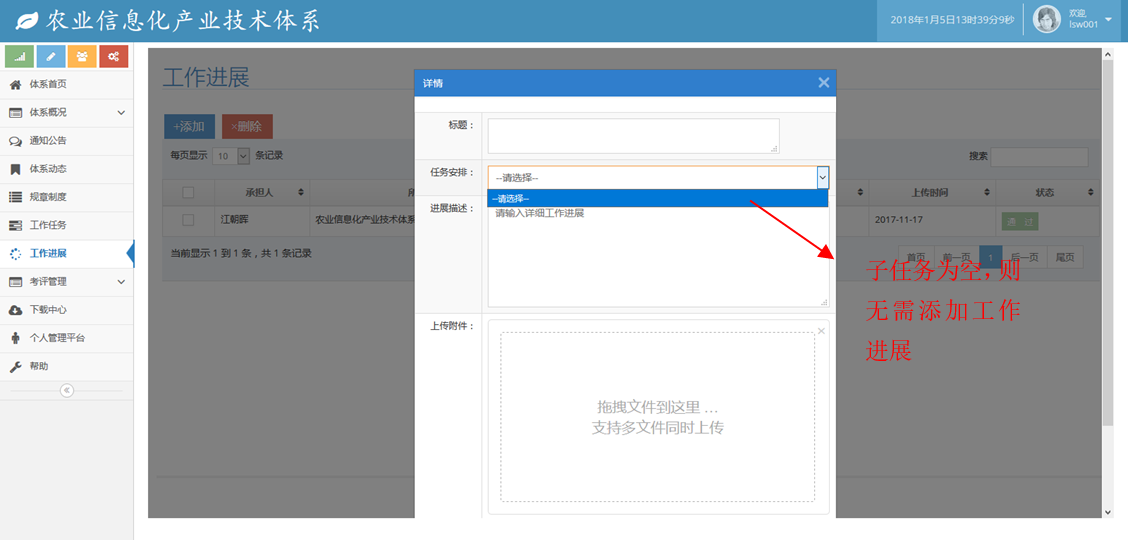 农业信息化产业技术体系
2018年1月5日13时39分9秒
欢迎,
lsw001
体系首页
体系概况
通知公告
体系动态
规章制度
工作任务
工作进展
考评管理
下载中心
个人管理平台
帮助
工作进展
+添加
×删除
每页显示 10 条记录
搜索
承担人
所
上传时间
状态
江朝晖
农业信息化产业技术体系
2017-11-17
通 过
当前显示 1 到 1 条，共 1 条记录
首页
前一页
1
后一页
尾页
详情
标题：
任务安排：
--请选择--
--请选择--
进展描述：
请输入详细工作进展
上传附件：
拖拽文件到这里 …
支持多文件同时上传
子任务为空，则
无需添加工作
进展